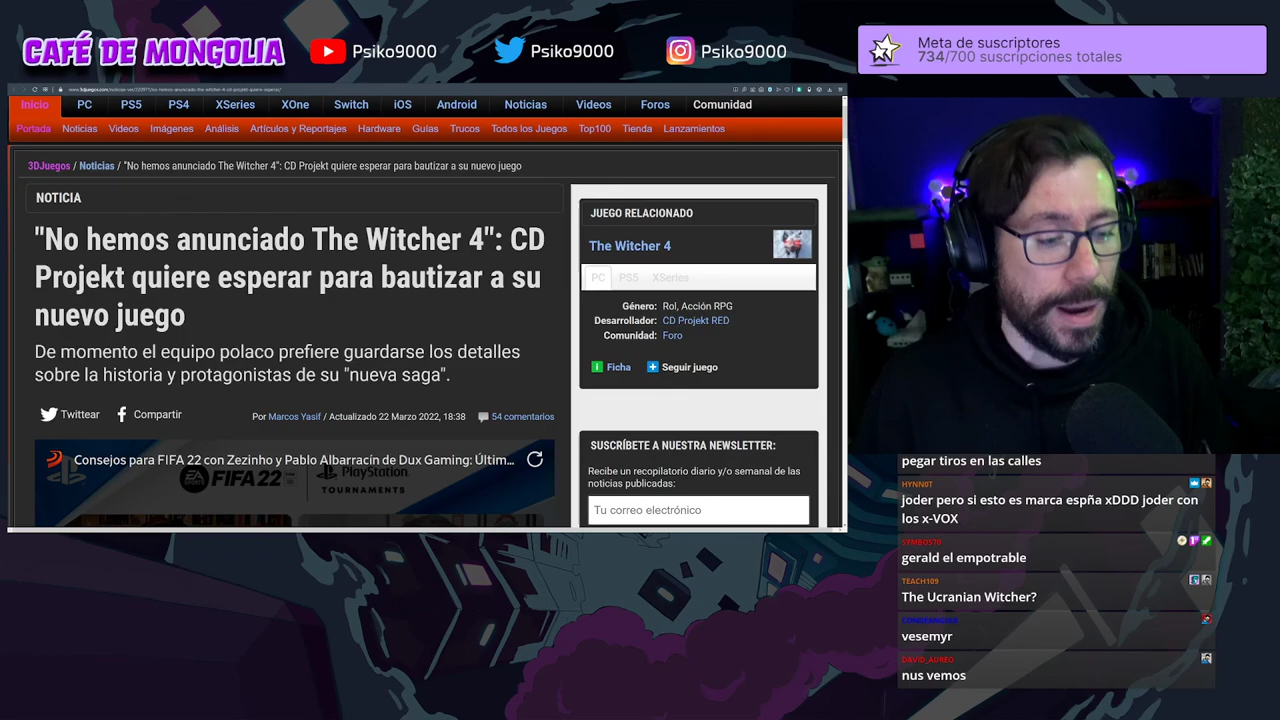 CAFÉ DE MONGOLIA
Psiko9000
Psiko9000
Psiko9000
Meta de suscriptores
734/700 suscripciones totales
Inicio PC PS5 PS4 XSeries XOne Switch iOS Android Noticias Videos Foros Comunidad
Portada Noticias Videos Imágenes Análisis Artículos y Reportajes Hardware Guías Trucos Todos los Juegos Top100 Tienda Lanzamientos
3DJuegos / Noticias / "No hemos anunciado The Witcher 4": CD Projekt quiere esperar para bautizar a su nuevo juego
NOTICIA
"No hemos anunciado The Witcher 4": CD
Projekt quiere esperar para bautizar a su
nuevo juego
De momento el equipo polaco prefiere guardarse los detalles
sobre la historia y protagonistas de su "nueva saga".
Twittear Compartir Por Marcos Yasif / Actualizado 22 Marzo 2022, 18:38 54 comentarios
Consejos para FIFA 22 con Zezinho y Pablo Albarracín de Dux Gaming: Últim...
EA SPORTS FIFA 22 PlayStation
TOURNAMENTS
JUEGO RELACIONADO
The Witcher 4
PC PS5 XSeries
Género: Rol, Acción RPG
Desarrollador: CD Projekt RED
Comunidad: Foro
Ficha Seguir juego
SUSCRÍBETE A NUESTRA NEWSLETTER:
Recibe un recopilatorio diario y/o semanal de las
noticias publicadas:
Tu correo electrónico
pegar tiros en las calles
HYNN0T
joder pero si esto es marca espña xDDD joder con
los x-VOX
SYMBOST0
gerald el empotrable
TEACH109
The Ucranian Witcher?
vesemyr
DAVID_AUREO
nus vemos